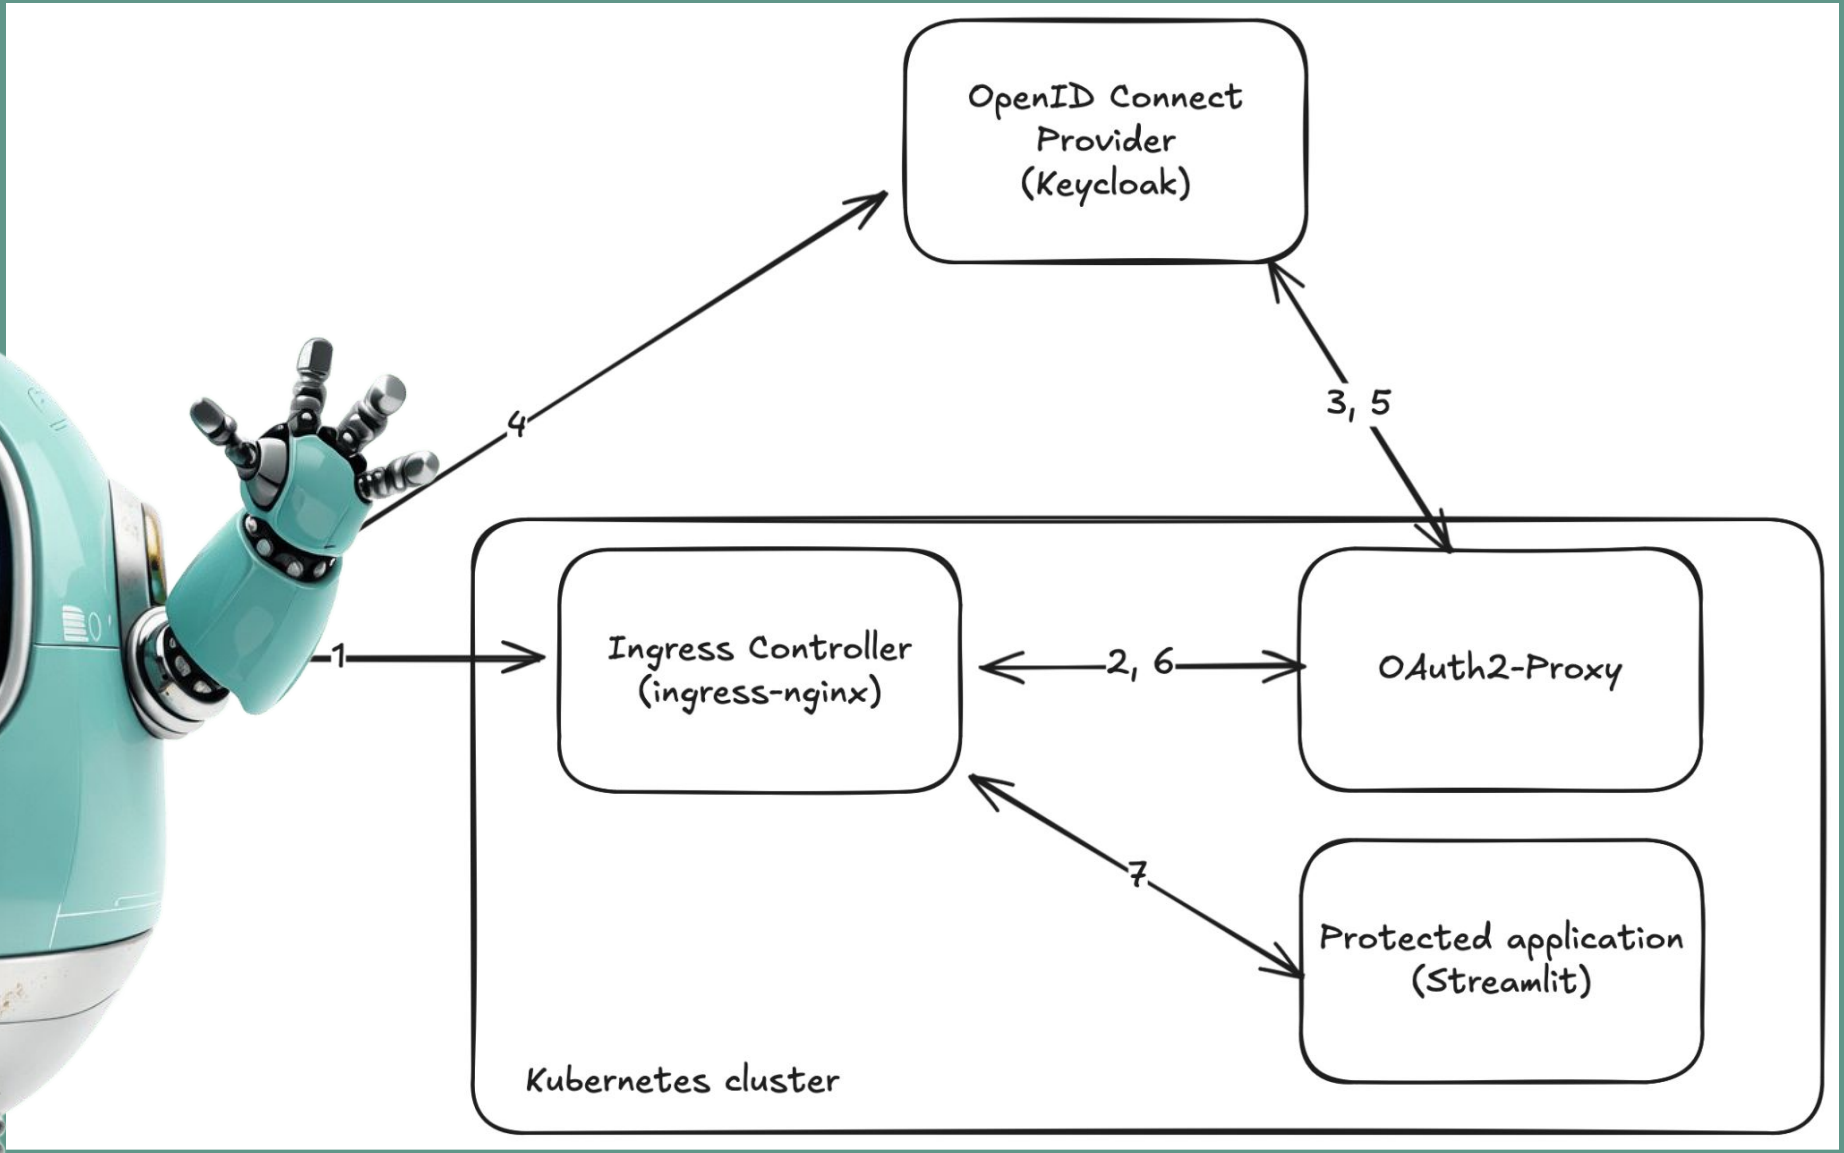 OpenID Connect
Provider
(Keycloak)
4
3, 5
1
Ingress Controller
(ingress-nginx)
2, 6
OAuth2-Proxy
7
Protected application
(Streamlit)
Kubernetes cluster